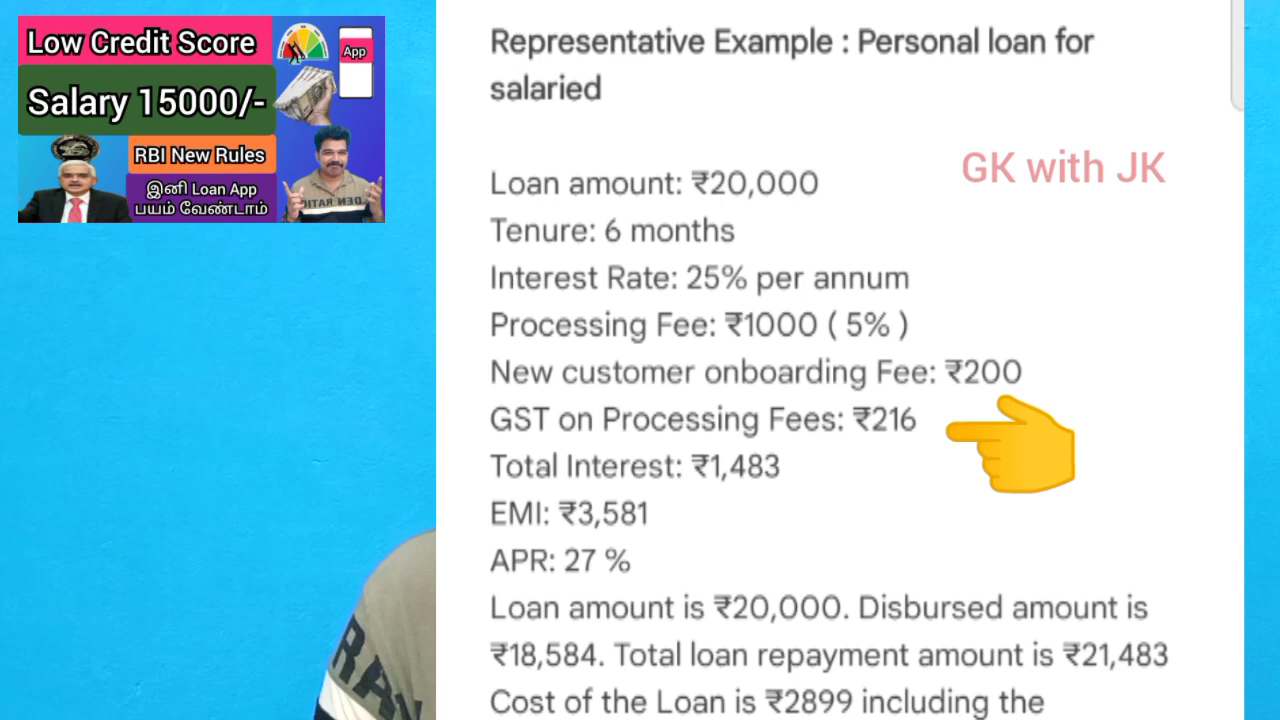 Low Credit Score
Salary 15000/-
App
RBI New Rules
இனி Loan App
பயம் வேண்டாம்
Representative Example : Personal loan for
salaried
GK with JK
Loan amount: ₹20,000
Tenure: 6 months
Interest Rate: 25% per annum
Processing Fee: ₹1000 ( 5% )
New customer onboarding Fee: ₹200
GST on Processing Fees: ₹216
Total Interest: ₹1,483
EMI: ₹3,581
APR: 27 %
Loan amount is ₹20,000. Disbursed amount is
₹18,584. Total loan repayment amount is ₹21,483
Cost of the Loan is ₹2899 including the